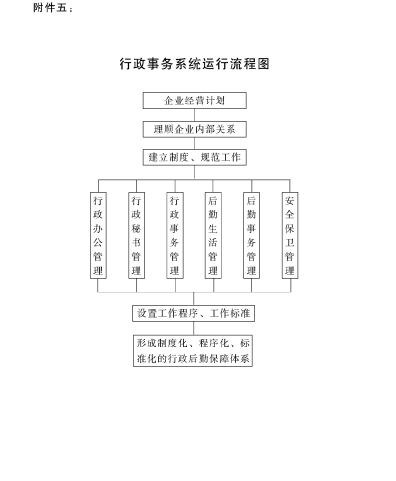 附件五：
行政事务系统运行流程图
企业经营计划
理顺企业内部关系
建立制度、规范工作
行政办公管理
行政秘书管理
行政事务管理
后勤生活管理
后勤事务管理
安全保卫管理
设置工作程序、工作标准
形成制度化、程序化、标
准化的行政后勤保障体系